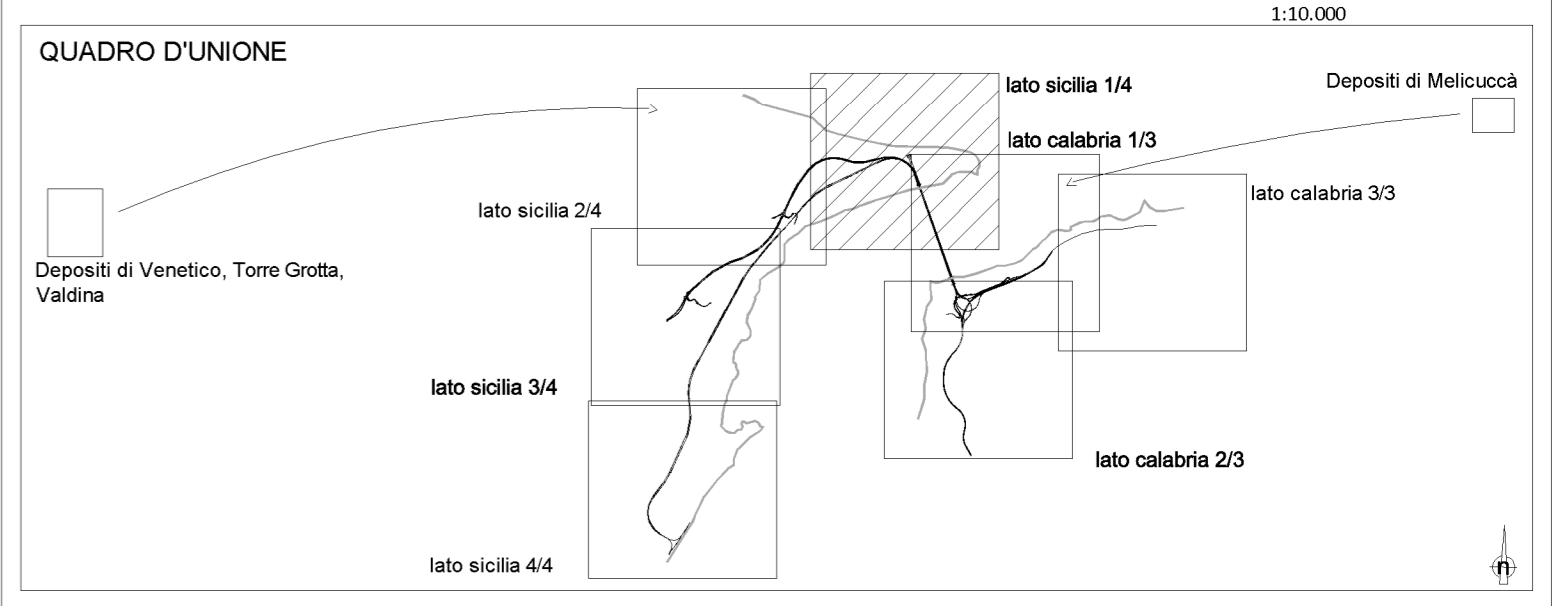 1:10.000
QUADRO D'UNIONE
lato sicilia 1/4
Depositi di Melicuccà
lato calabria 1/3
lato calabria 3/3
lato sicilia 2/4
Depositi di Venetico, Torre Grotta,
Valdina
lato sicilia 3/4
lato calabria 2/3
lato sicilia 4/4
n